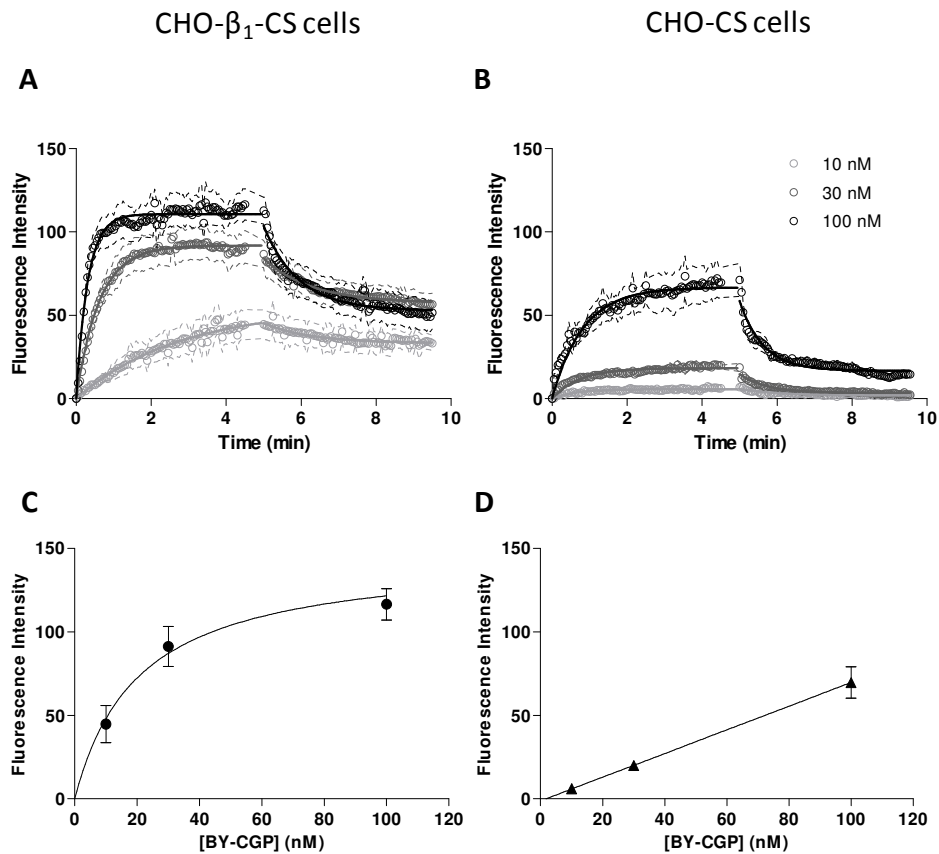 CHO-β₁-CS cells
CHO-CS cells
A
B
150
100
50
0
Fluorescence Intensity
0 2 4 6 8 10
Time (min)
150
100
50
0
Fluorescence Intensity
0 2 4 6 8 10
Time (min)
10 nM
30 nM
100 nM
C
D
150
100
50
0
Fluorescence Intensity
0 20 40 60 80 100 120
[BY-CGP] (nM)
150
100
50
0
Fluorescence Intensity
0 20 40 60 80 100 120
[BY-CGP] (nM)